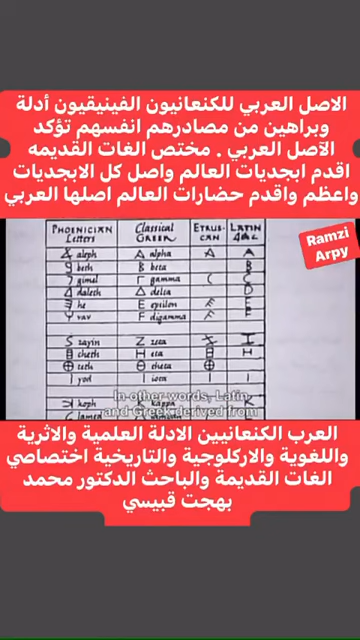 الاصل العربي للكنعانيون الفينيقيون أدلة
وبراهين من مصادرهم انفسهم تؤكد
الاصل العربي . مختص الغات القديمه
اقدم ابجديات العالم واصل كل الابجديات
واعظم واقدم حضارات العالم اصلها العربي
Ramzi
Arpy
PHOENICIAN Letters Classical GREEK ETRUSCAN LATIN
aleph A alpha A A
beth B beta B
gimel Γ gamma C
daleth Δ delta D
he E epsilon E
vav F digamma F
zayin Z zeta I
cheth H eta H
teth theta
yod I iota I
koph K kappa K
In other words, Latin
and Greek derived from
lamed
العرب الكنعانيين الادلة العلمية والاثرية
واللغوية والاركلوجية والتاريخية اختصاصي
الغات القديمة والباحث الدكتور محمد
بهجت قبيسي